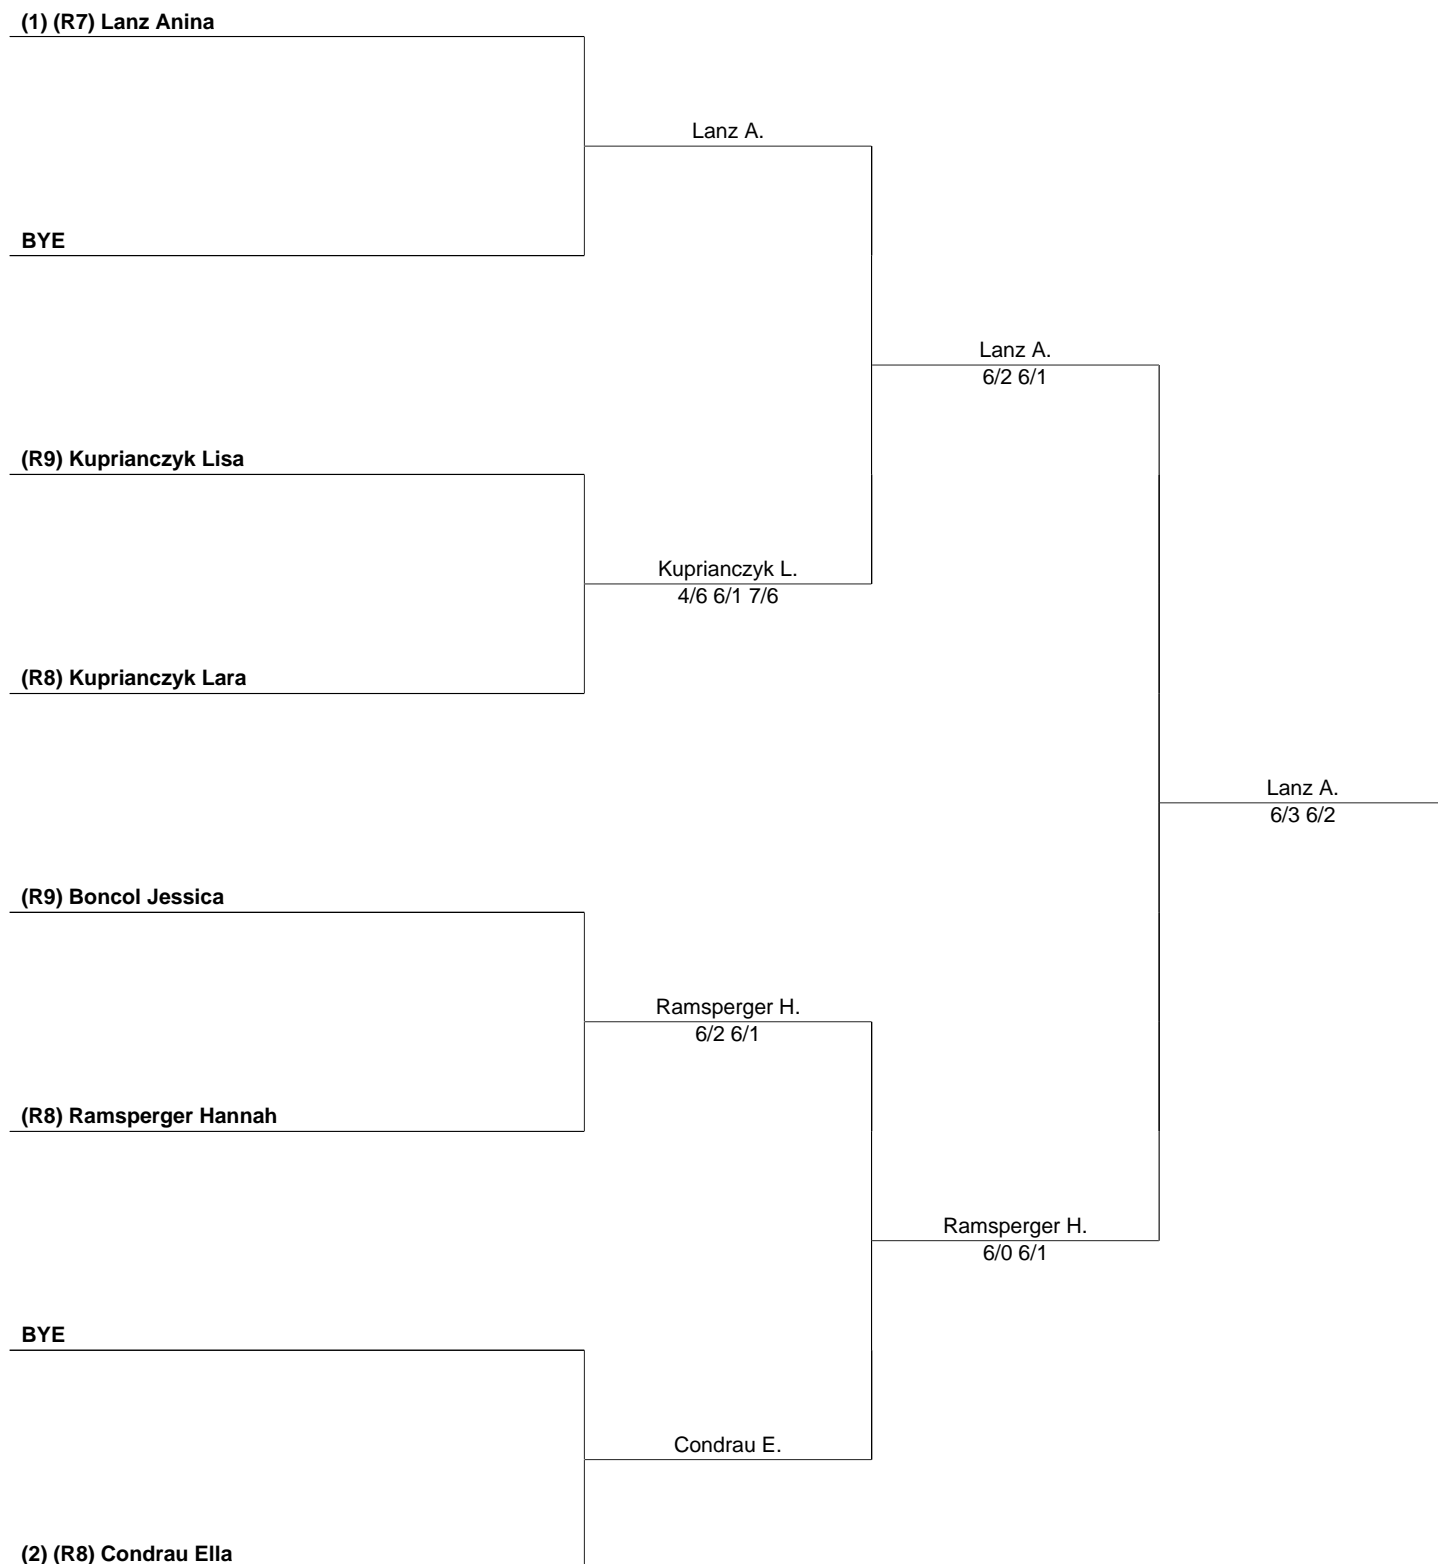 (1) (R7) Lanz Anina
Lanz A.
BYE
Lanz A.
6/2 6/1
(R9) Kuprianczyk Lisa
Kuprianczyk L.
4/6 6/1 7/6
(R8) Kuprianczyk Lara
Lanz A.
6/3 6/2
(R9) Boncol Jessica
Ramsperger H.
6/2 6/1
(R8) Ramsperger Hannah
Ramsperger H.
6/0 6/1
BYE
Condrau E.
(2) (R8) Condrau Ella